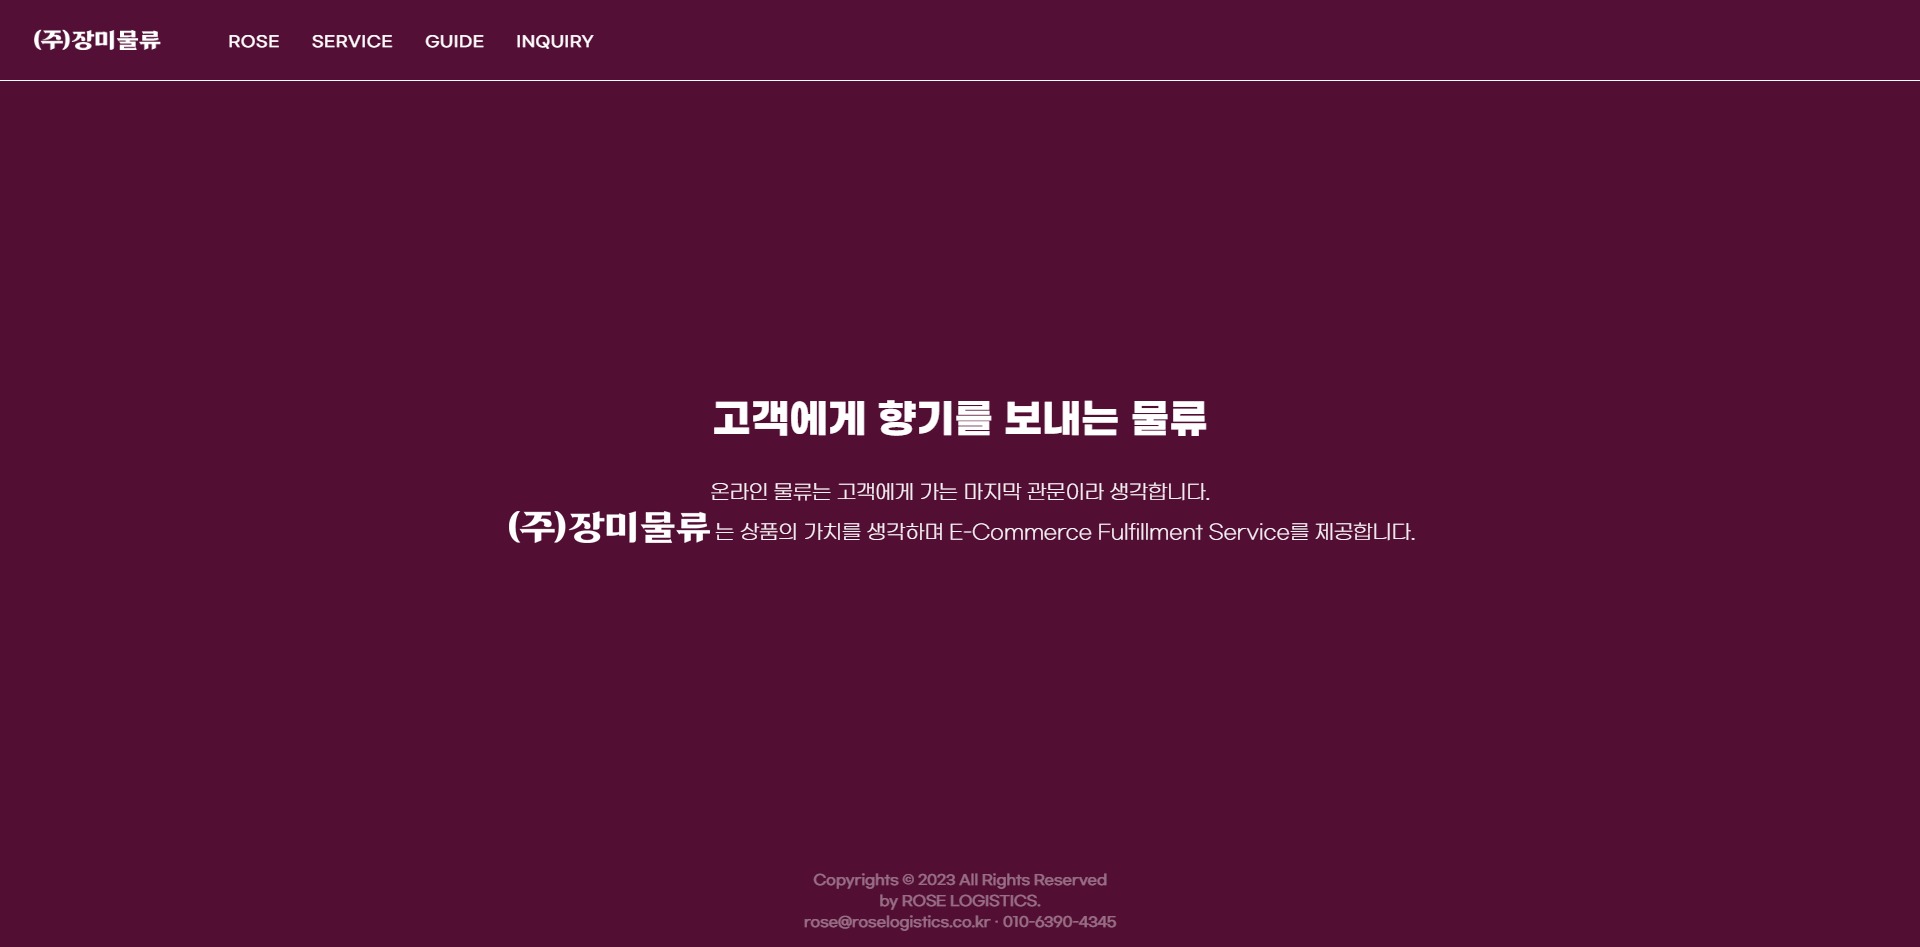 (주)장미물류 ROSE SERVICE GUIDE INQUIRY
고객에게 향기를 보내는 물류
온라인 물류는 고객에게 가는 마지막 관문이라 생각합니다.
(주)장미물류 는 상품의 가치를 생각하며 E-Commerce Fulfillment Service를 제공합니다.
Copyrights © 2023 All Rights Reserved
by ROSE LOGISTICS.
rose@roselogistics.co.kr · 010-6390-4345